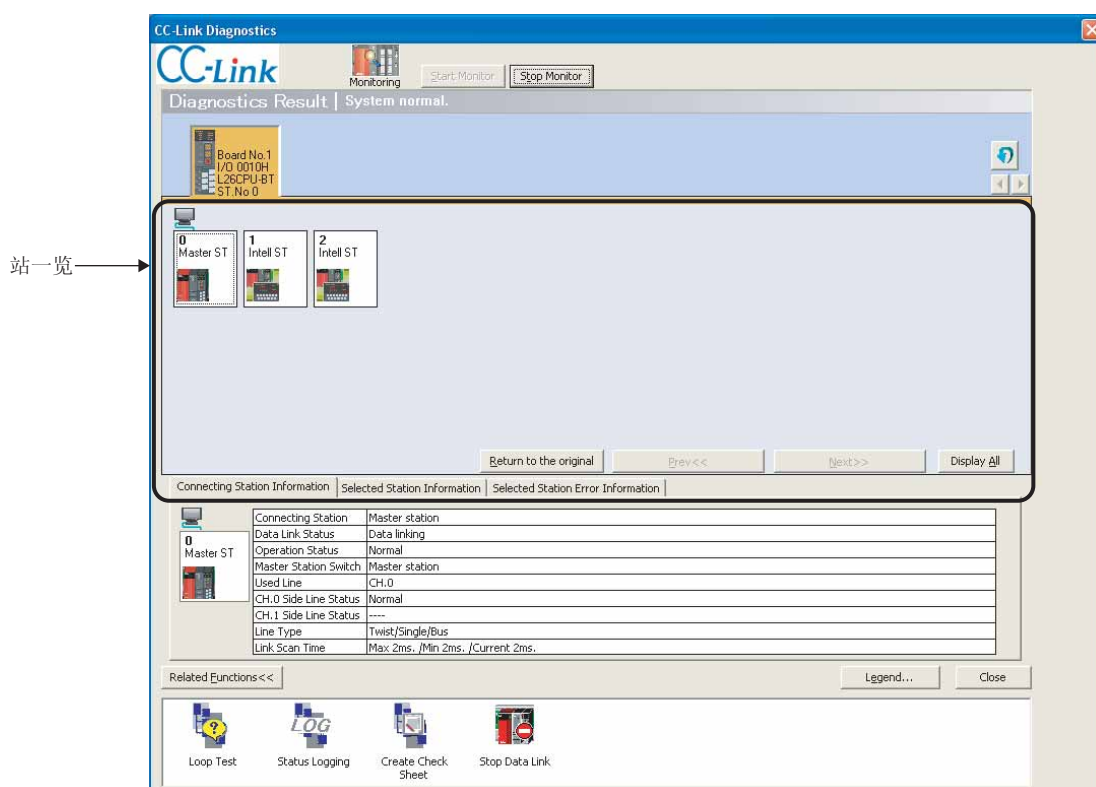 CC-Link Diagnostics
CC-Link
Monitoring
Start Monitor
Stop Monitor
Diagnostics Result | System normal.
Board No.1
I/O 0010H
L26CPU-BT
ST.No 0
站一览
0
Master ST
1
Intell ST
2
Intell ST
Return to the original
Prev<<
Next>>
Display All
Connecting Station Information
Selected Station Information
Selected Station Error Information
0
Master ST
Connecting Station Master station
Data Link Status Data linking
Operation Status Normal
Master Station Switch Master station
Used Line CH.0
CH.0 Side Line Status Normal
CH.1 Side Line Status ----
Line Type Twist/Single/Bus
Link Scan Time Max 2ms. /Min 2ms. /Current 2ms.
Related Functions<<
Legend...
Close
LOG
Loop Test
Status Logging
Create Check
Sheet
Stop Data Link